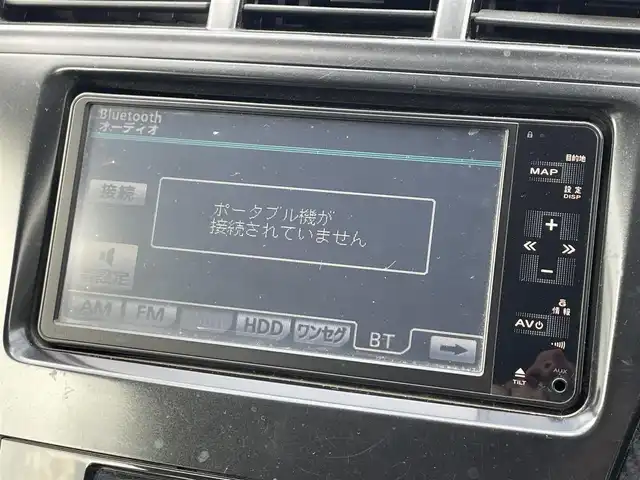 Bluetooth
オーディオ
接続
ポータブル機が
接続されていません
AM
FM
HDD
ワンセグ
BT
目的地
MAP
設定
DISP
+
−
情報
AV
TILT
AUX